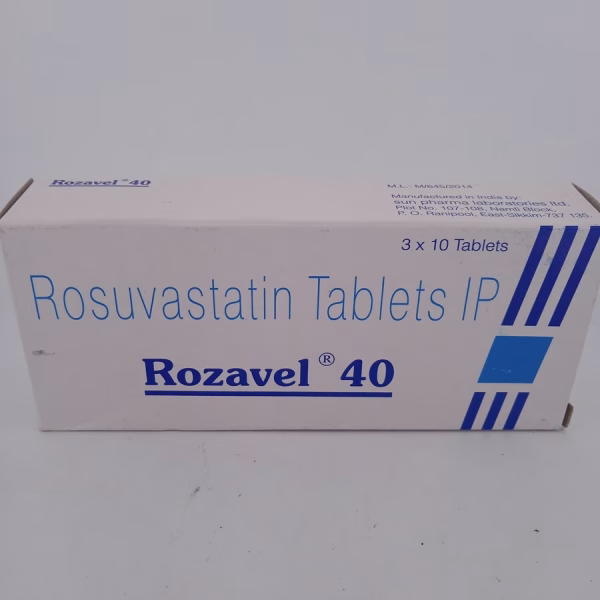 Rozavel ® 40
M.L.: M/645/2014
Manufactured in India by:
sun pharma laboratories ltd.
Plot No. 107-108, Namli Block,
P. O. Ranipool, East-Sikkim-737 135.
3 x 10 Tablets
Rosuvastatin Tablets IP
Rozavel ® 40